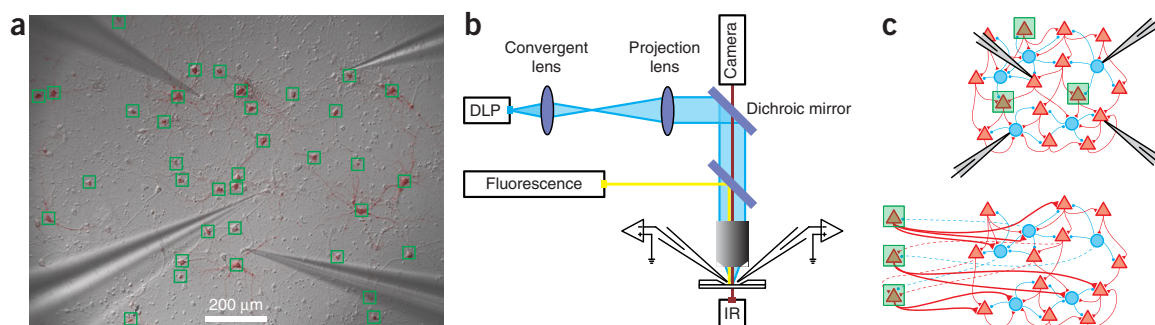 a
200 μm
b
Convergent
lens
Projection
lens
Camera
DLP
Dichroic mirror
Fluorescence
IR
c